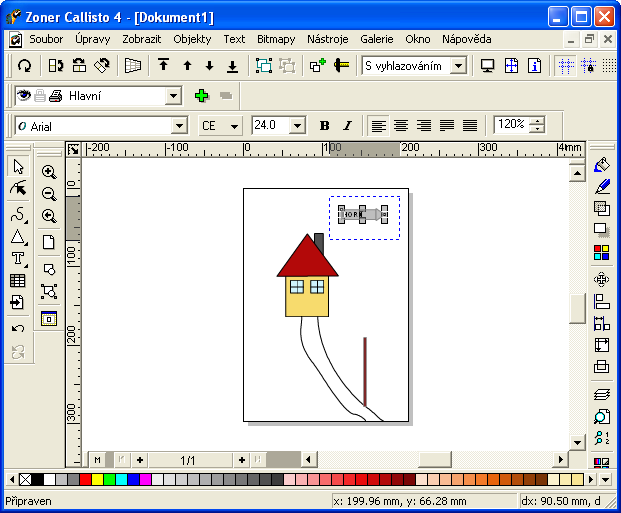 Zoner Callisto 4 - [Dokument1]
Soubor Úpravy Zobrazit Objekty Text Bitmapy Nástroje Galerie Okno Nápověda
S vyhlazováním
Hlavní
Arial CE 24.0 B I 120%
-200 -100 0 100 200 300 4 mm
0
100
200
300
M 1/1
Připraven x: 199.96 mm, y: 66.28 mm dx: 90.50 mm, d